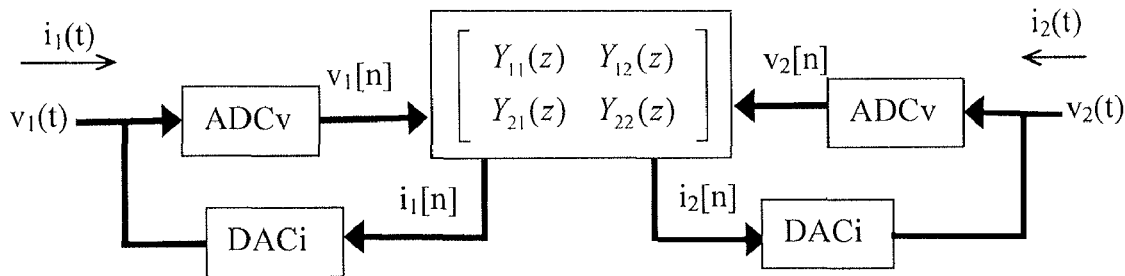 i₁(t)
i₂(t)
Y₁₁(z) Y₁₂(z)
Y₂₁(z) Y₂₂(z)
v₁[n]
v₂[n]
v₁(t)
ADCv
ADCv
v₂(t)
i₁[n]
i₂[n]
DACi
DACi